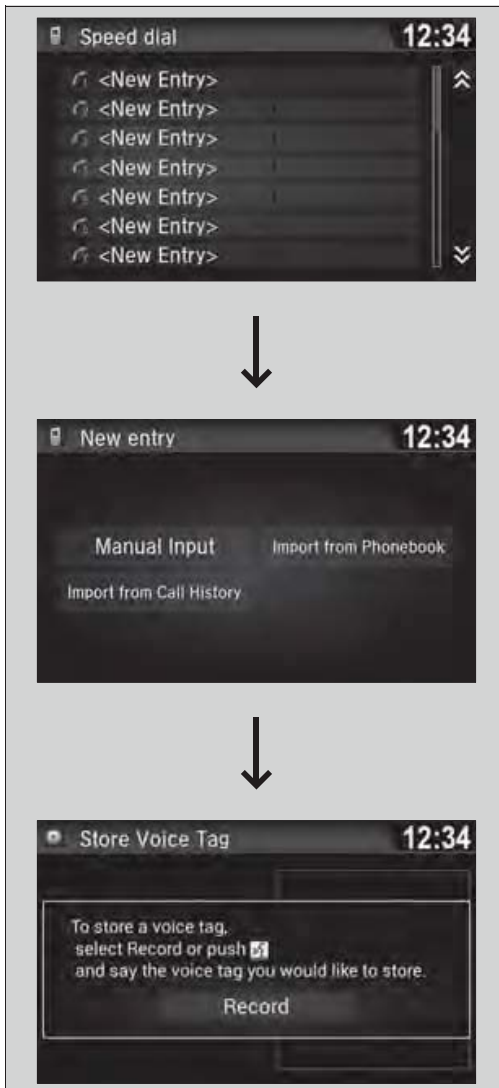 Speed dial 12:34
<New Entry>
<New Entry>
<New Entry>
<New Entry>
<New Entry>
<New Entry>
<New Entry>
New entry 12:34
Manual Input Import from Phonebook
Import from Call History
Store Voice Tag 12:34
To store a voice tag,
select Record or push
and say the voice tag you would like to store.
Record